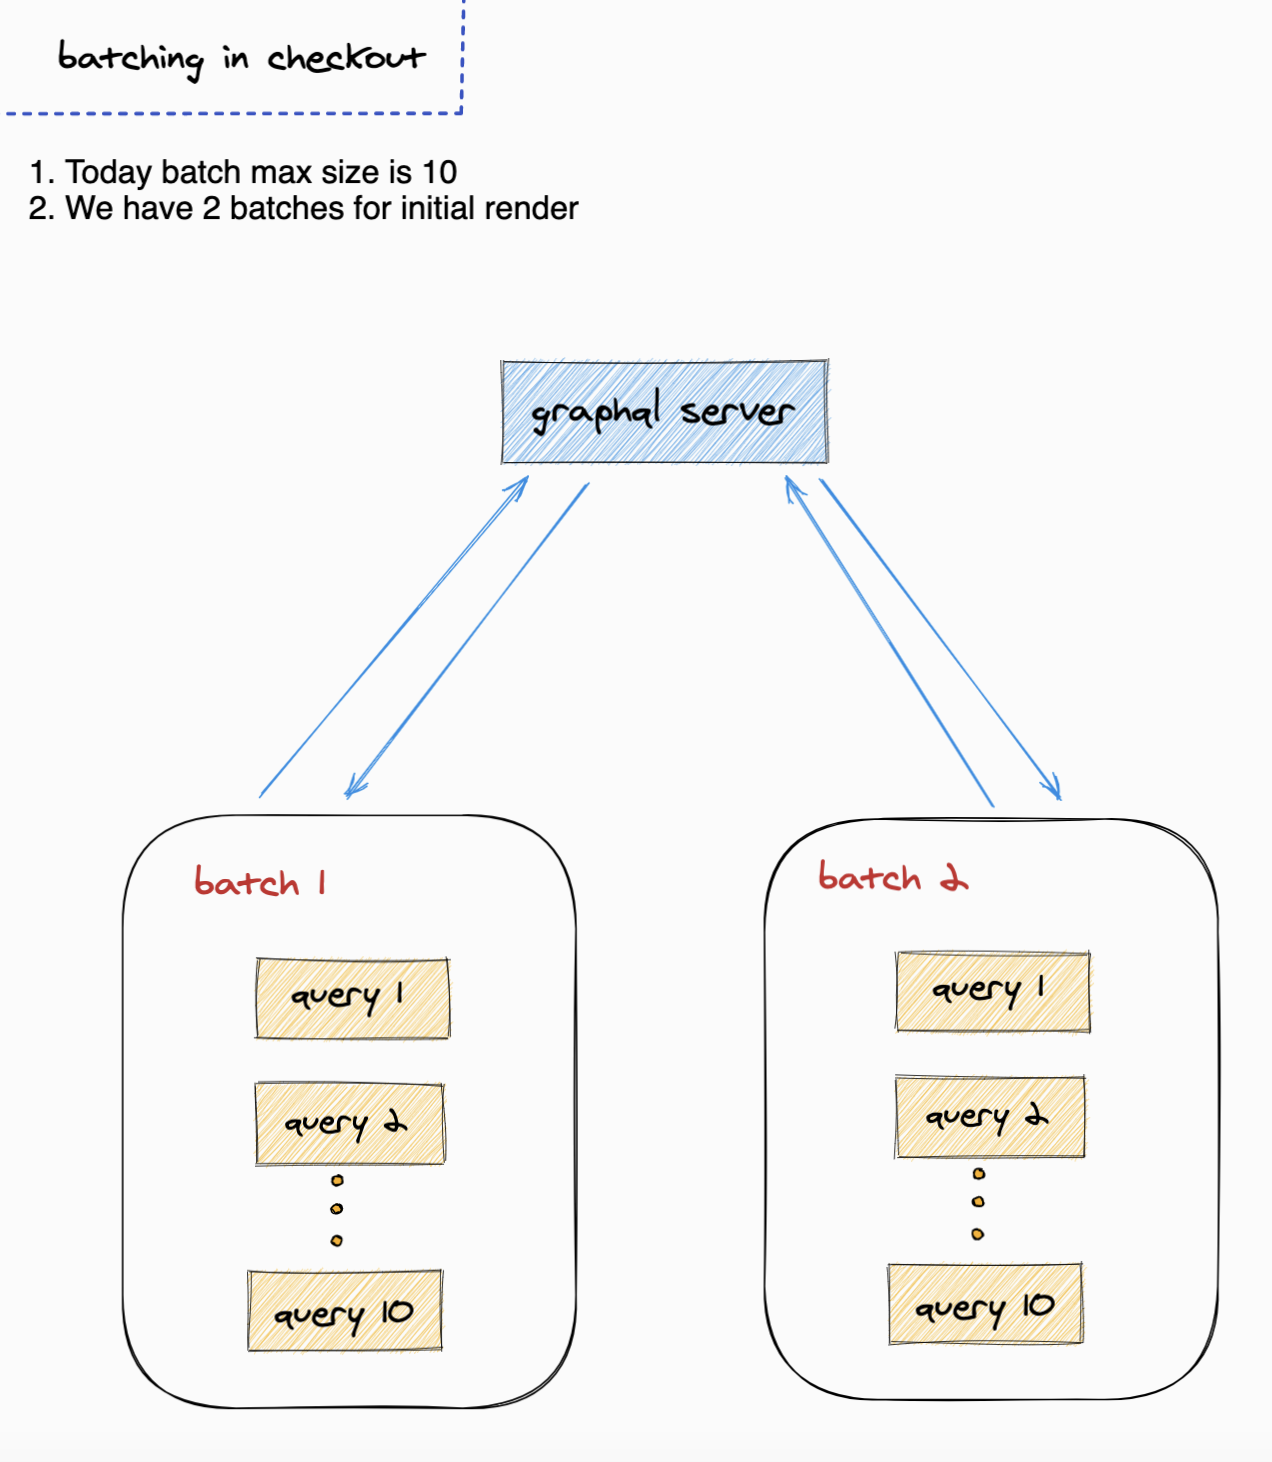 batching in checkout
1. Today batch max size is 10
2. We have 2 batches for initial render
graphql server
batch 1
query 1
query 2
query 10
batch 2
query 1
query 2
query 10